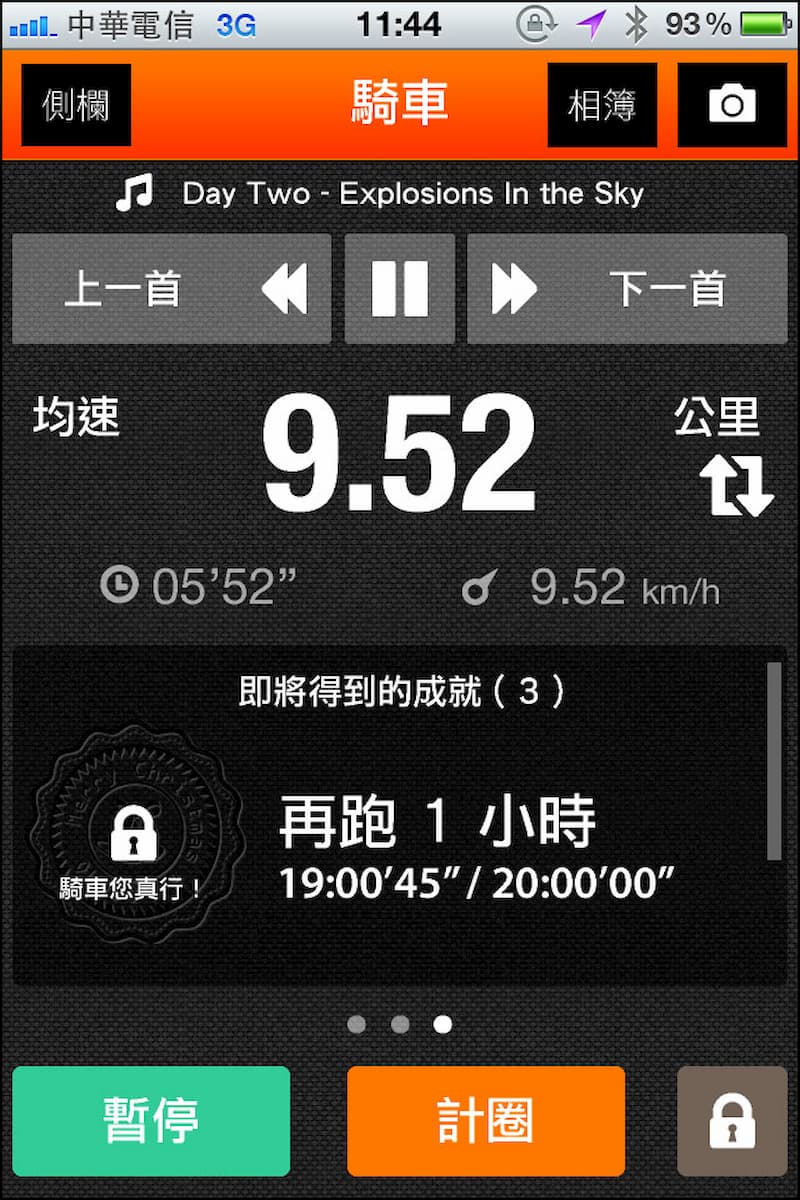 中華電信 3G 11:44 93%
側欄 騎車 相簿
Day Two - Explosions In the Sky
上一首 下一首
均速 9.52 公里
05’52” 9.52 km/h
即將得到的成就 ( 3 )
Merry Christmas
騎車您真行！
再跑 1 小時
19:00’45” / 20:00’00”
暫停 計圈